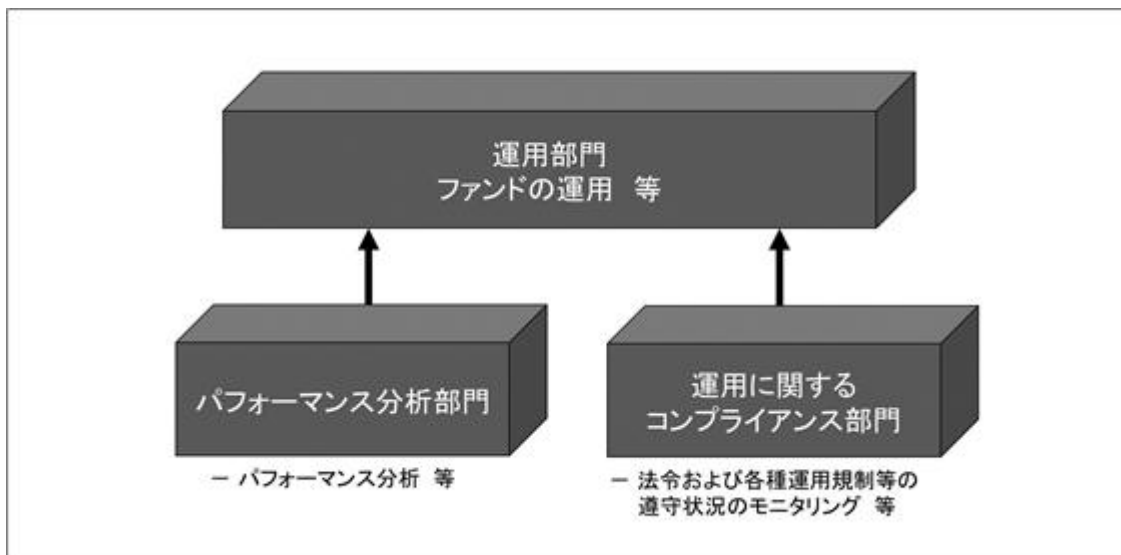 運用部門
ファンドの運用 等
パフォーマンス分析部門
運用に関する
コンプライアンス部門
－ パフォーマンス分析 等
－ 法令および各種運用規制等の
遵守状況のモニタリング 等